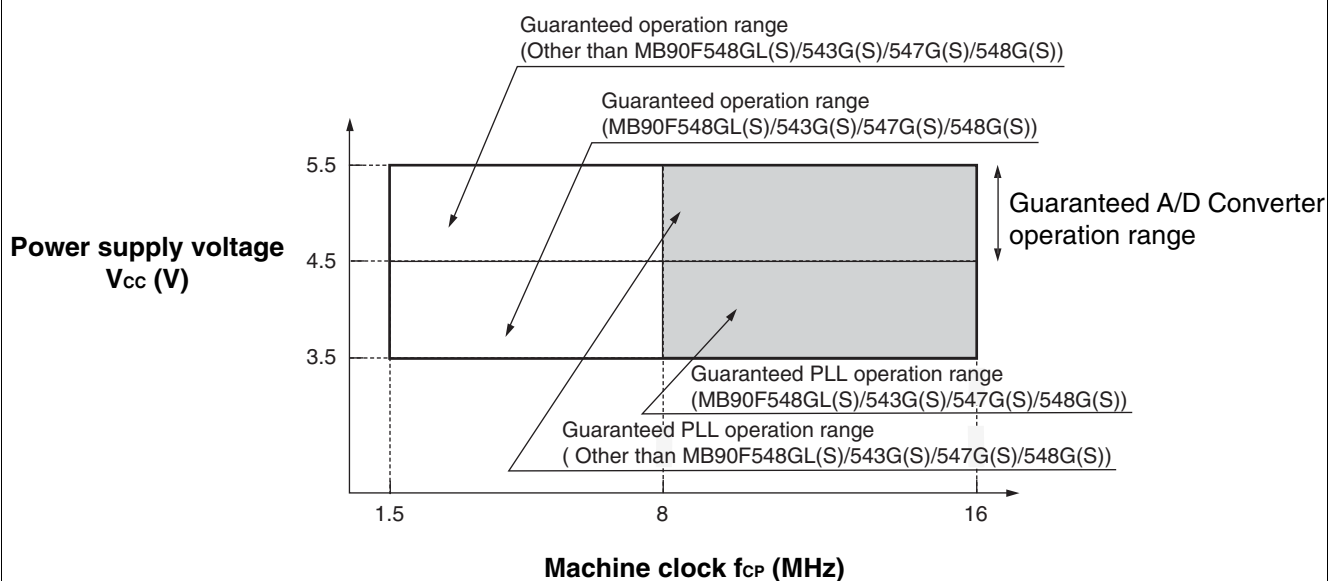 Guaranteed operation range
(Other than MB90F548GL(S)/543G(S)/547G(S)/548G(S))
Guaranteed operation range
(MB90F548GL(S)/543G(S)/547G(S)/548G(S))
5.5
Guaranteed A/D Converter
operation range
Power supply voltage
VCC (V)
4.5
3.5
Guaranteed PLL operation range
(MB90F548GL(S)/543G(S)/547G(S)/548G(S))
Guaranteed PLL operation range
( Other than MB90F548GL(S)/543G(S)/547G(S)/548G(S))
1.5
8
16
Machine clock fCP (MHz)